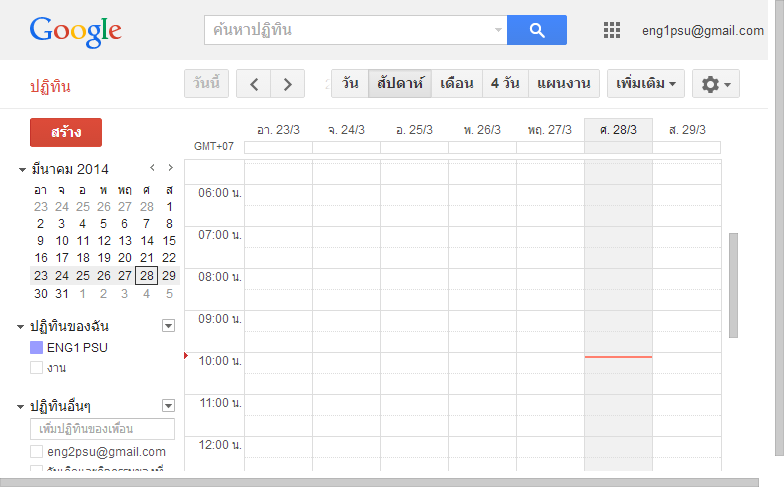 Google
ค้นหาปฏิทิน
eng1psu@gmail.com
ปฏิทิน
วันนี้
วัน สัปดาห์ เดือน 4 วัน แผนงาน
เพิ่มเติม
สร้าง
มีนาคม 2014
อา จ อ พ พฤ ศ ส
23 24 25 26 27 28 1
2 3 4 5 6 7 8
9 10 11 12 13 14 15
16 17 18 19 20 21 22
23 24 25 26 27 28 29
30 31 1 2 3 4 5
ปฏิทินของฉัน
ENG1 PSU
งาน
ปฏิทินอื่นๆ
เพิ่มปฏิทินของเพื่อน
eng2psu@gmail.com
อา. 23/3 จ. 24/3 อ. 25/3 พ. 26/3 พฤ. 27/3 ศ. 28/3 ส. 29/3
GMT+07
06:00 น.
07:00 น.
08:00 น.
09:00 น.
10:00 น.
11:00 น.
12:00 น.